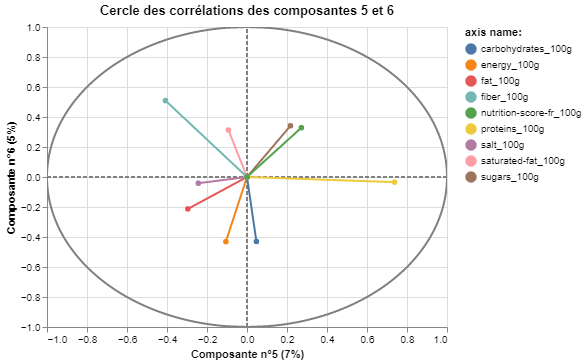 Cercle des corrélations des composantes 5 et 6
axis name:
carbohydrates_100g
energy_100g
fat_100g
fiber_100g
nutrition-score-fr_100g
proteins_100g
salt_100g
saturated-fat_100g
sugars_100g
Composante n°6 (5%)
1.0
0.8
0.6
0.4
0.2
0.0
−0.2
−0.4
−0.6
−0.8
−1.0
−1.0 −0.8 −0.6 −0.4 −0.2 0.0 0.2 0.4 0.6 0.8 1.0
Composante n°5 (7%)